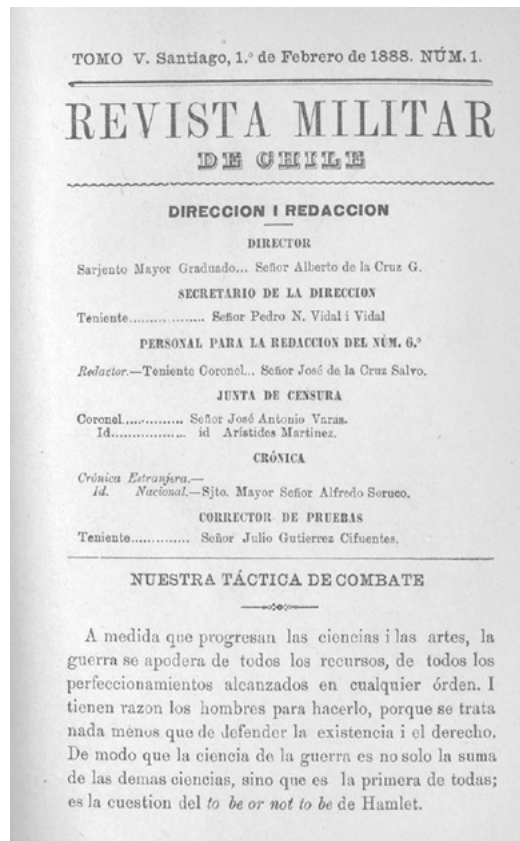 TOMO V. Santiago, 1.º de Febrero de 1888. NÚM. 1.
REVISTA MILITAR
DE CHILE
DIRECCION I REDACCION
DIRECTOR
Sarjento Mayor Graduado... Señor Alberto de la Cruz G.
SECRETARIO DE LA DIRECCION
Teniente.................. Señor Pedro N. Vidal i Vidal
PERSONAL PARA LA REDACCION DEL NÚM. 6.º
Redactor.—Teniente Coronel... Señor José de la Cruz Salvo.
JUNTA DE CENSURA
Coronel.............. Señor José Antonio Varas.
Id................. id Arístides Martinez.
CRÓNICA
Crónica Estranjera.—
Id. Nacional.—Sjto. Mayor Señor Alfredo Soruco.
CORRECTOR DE PRUEBAS
Teniente.............. Señor Julio Gutierrez Cifuentes.
NUESTRA TÁCTICA DE COMBATE
A medida que progresan las ciencias i las artes, la
guerra se apodera de todos los recursos, de todos los
perfeccionamientos alcanzados en cualquier órden. I
tienen razon los hombres para hacerlo, porque se trata
nada ménos que de defender la existencia i el derecho.
De modo que la ciencia de la guerra es no solo la suma
de las demas ciencias, sino que es la primera de todas;
es la cuestion del to be or not to be de Hamlet.